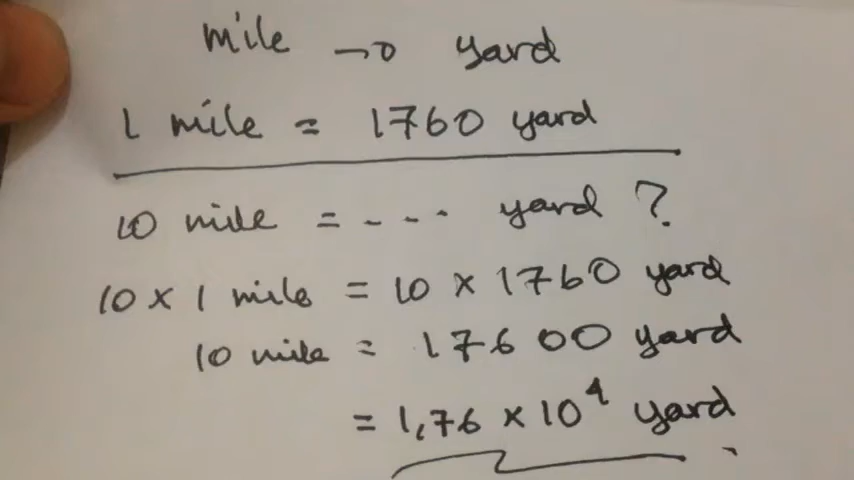 mile → yard
1 mile = 1760 yard
10 mile = - - - yard ?
10 x 1 mile = 10 x 1760 yard
10 mile = 17600 yard
= 1,76 x 10⁴ yard